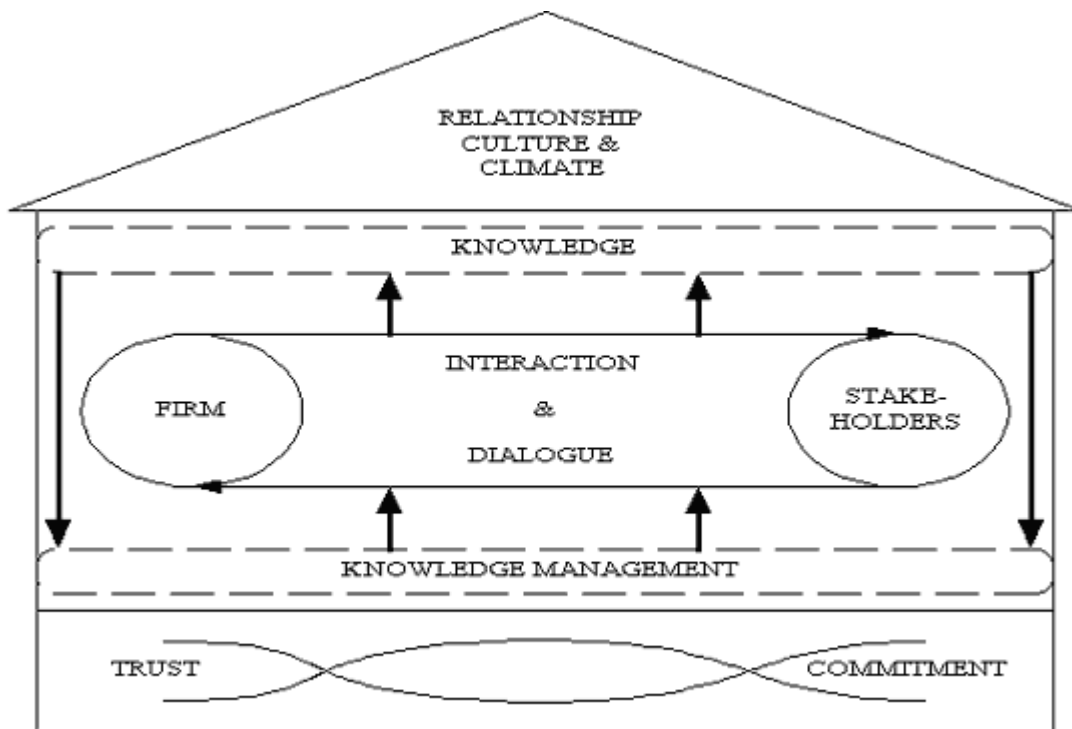 RELATIONSHIP
CULTURE &
CLIMATE
KNOWLEDGE
INTERACTION
&
DIALOGUE
FIRM
STAKE-
HOLDERS
KNOWLEDGE MANAGEMENT
TRUST
COMMITMENT